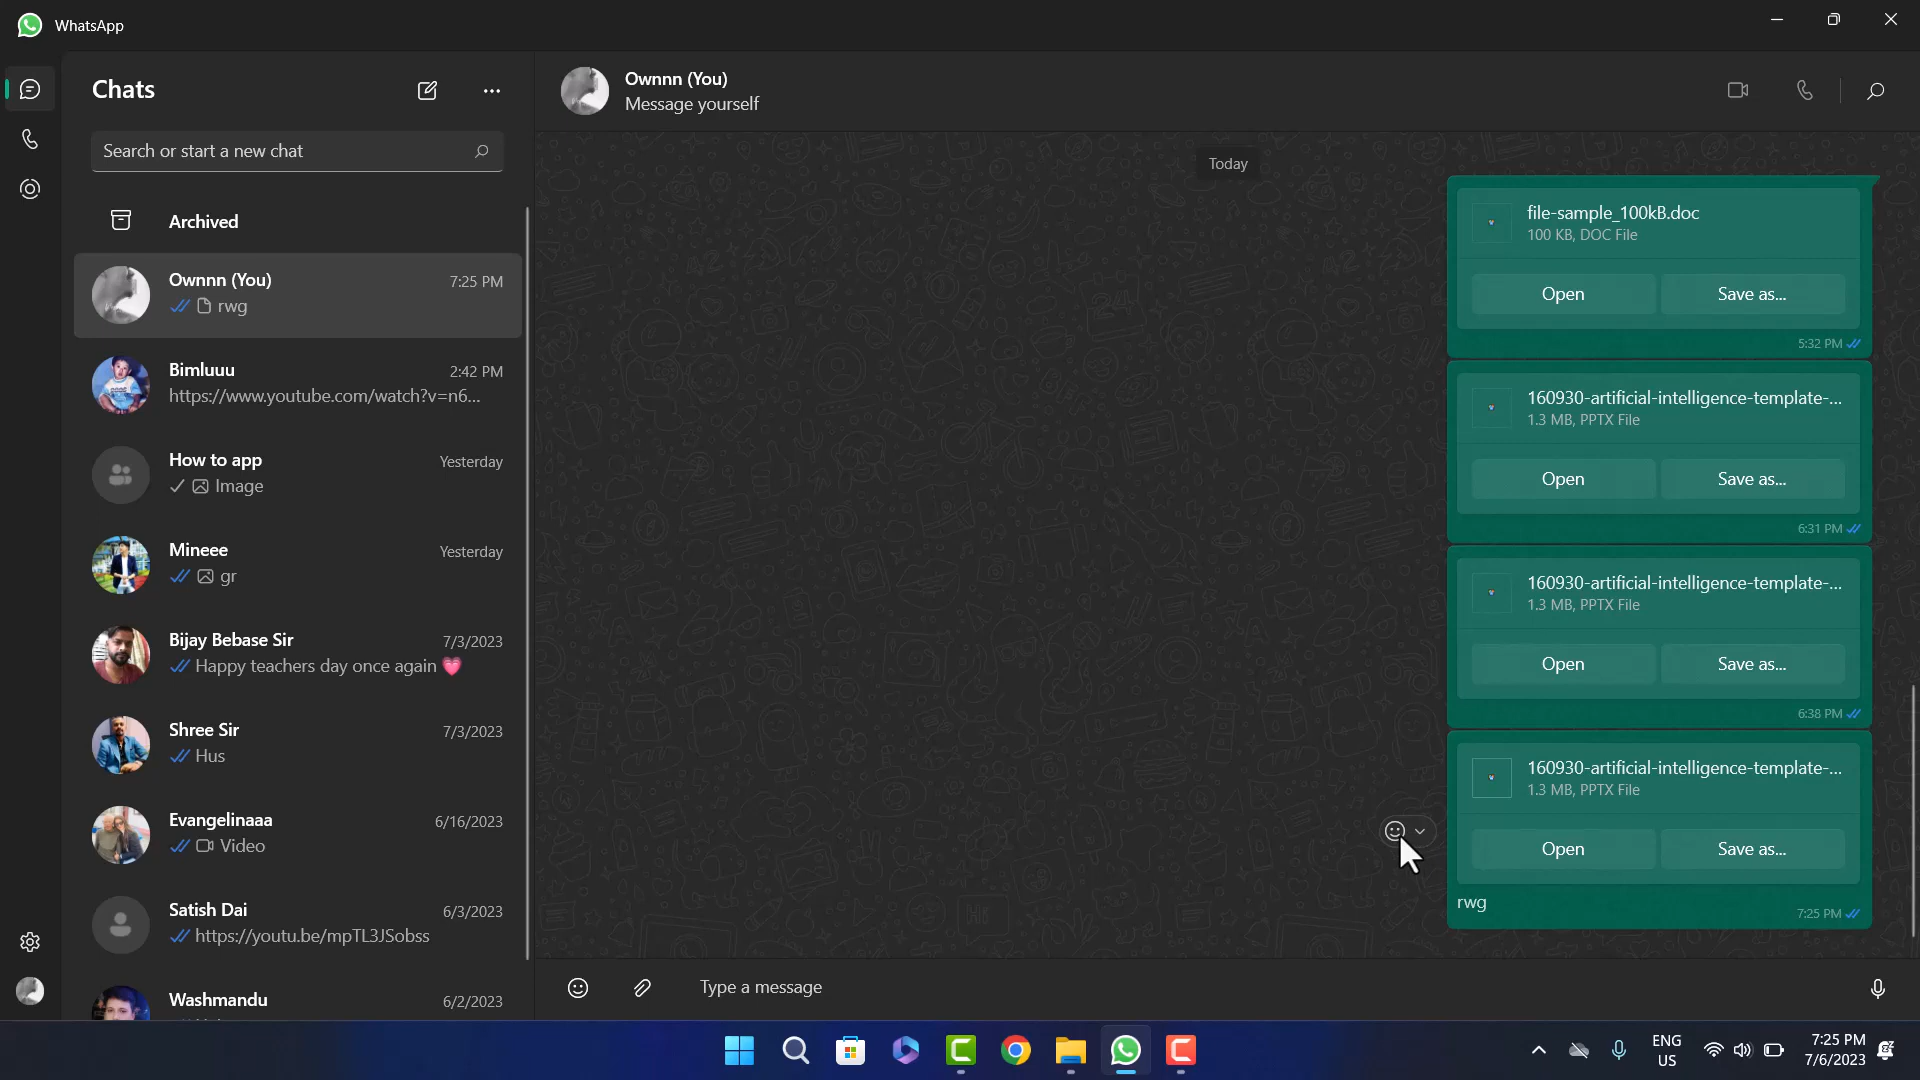 WhatsApp
Chats
Search or start a new chat
Archived
Ownnn (You)
7:25 PM
rwg
Bimluuu
2:42 PM
https://www.youtube.com/watch?v=n6...
How to app
Yesterday
Image
Mineee
Yesterday
gr
Bijay Bebase Sir
7/3/2023
Happy teachers day once again
Shree Sir
7/3/2023
Hus
Evangelinaaa
6/16/2023
Video
Satish Dai
6/3/2023
https://youtu.be/mpTL3JSobss
Washmandu
6/2/2023
Ownnn (You)
Message yourself
Today
file-sample_100kB.doc
100 KB, DOC File
Open
Save as...
5:32 PM
160930-artificial-intelligence-template-...
1.3 MB, PPTX File
Open
Save as...
6:31 PM
160930-artificial-intelligence-template-...
1.3 MB, PPTX File
Open
Save as...
6:38 PM
160930-artificial-intelligence-template-...
1.3 MB, PPTX File
Open
Save as...
rwg
7:25 PM
Type a message
ENG
US
7:25 PM
7/6/2023